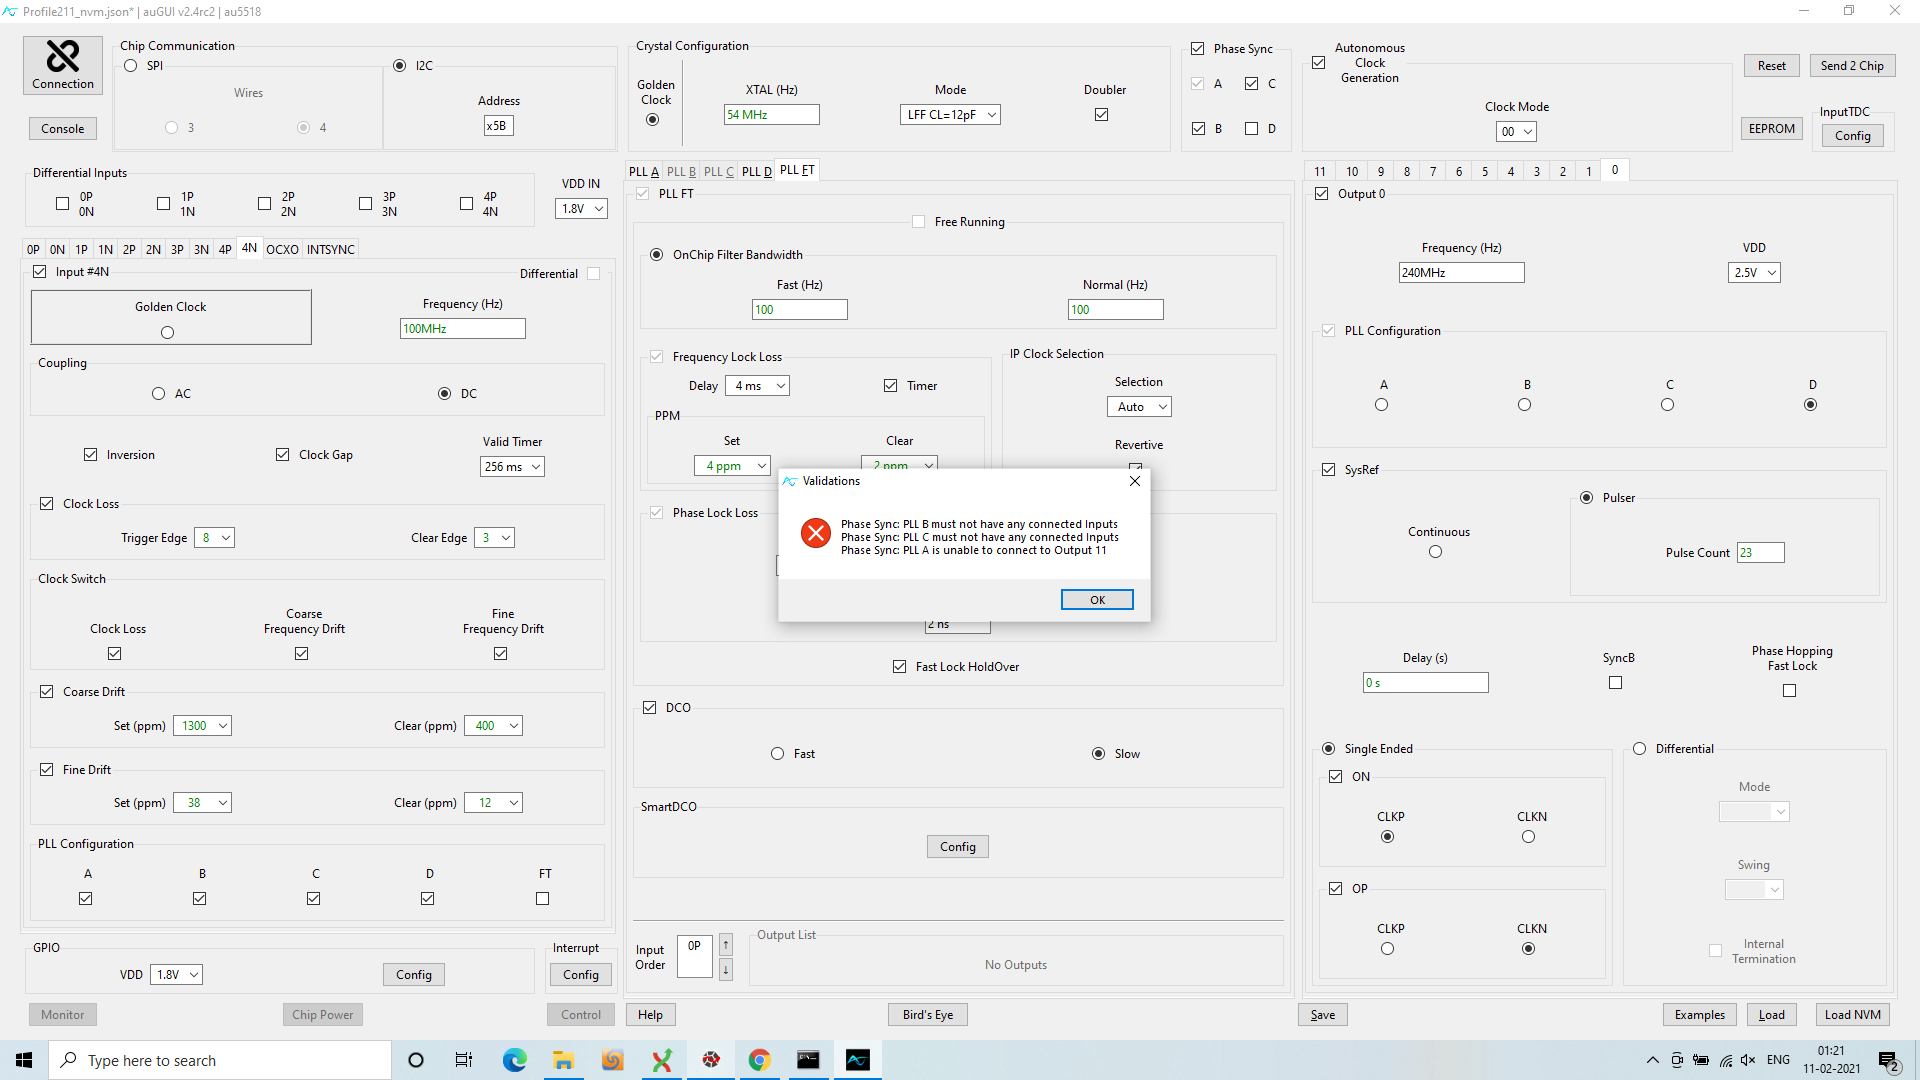 Profile211_nvm.json* | auGUI v2.4rc2 | au5518
Connection
Console
Chip Communication
SPI
Wires
3
4
I2C
Address
x5B
Crystal Configuration
Golden
Clock
XTAL (Hz)
54 MHz
Mode
LFF CL=12pF
Doubler
Phase Sync
A
C
B
D
Autonomous
Clock
Generation
Clock Mode
00
Reset
Send 2 Chip
EEPROM
InputTDC
Config
Differential Inputs
0P
0N
1P
1N
2P
2N
3P
3N
4P
4N
VDD IN
1.8V
0P 0N 1P 1N 2P 2N 3P 3N 4P 4N OCXO INTSYNC
Input #4N
Differential
Golden Clock
Frequency (Hz)
100MHz
Coupling
AC
DC
Inversion
Clock Gap
Valid Timer
256 ms
Clock Loss
Trigger Edge 8
Clear Edge 3
Clock Switch
Clock Loss
Coarse
Frequency Drift
Fine
Frequency Drift
Coarse Drift
Set (ppm) 1300
Clear (ppm) 400
Fine Drift
Set (ppm) 38
Clear (ppm) 12
PLL Configuration
A
B
C
D
FT
GPIO
VDD 1.8V
Config
Interrupt
Config
Monitor
Chip Power
Control
PLL A PLL B PLL C PLL D PLL FT
PLL FT
Free Running
OnChip Filter Bandwidth
Fast (Hz)
100
Normal (Hz)
100
Frequency Lock Loss
Delay 4 ms
Timer
PPM
Set
4 ppm
Clear
2 ppm
IP Clock Selection
Selection
Auto
Revertive
Phase Lock Loss
2 ns
Validations
Phase Sync: PLL B must not have any connected Inputs
Phase Sync: PLL C must not have any connected Inputs
Phase Sync: PLL A is unable to connect to Output 11
OK
Fast Lock HoldOver
DCO
Fast
Slow
SmartDCO
Config
Input
Order
0P
↑
↓
Output List
No Outputs
Help
Bird's Eye
11 10 9 8 7 6 5 4 3 2 1 0
Output 0
Frequency (Hz)
240MHz
VDD
2.5V
PLL Configuration
A
B
C
D
SysRef
Continuous
Pulser
Pulse Count 23
Delay (s)
0 s
SyncB
Phase Hopping
Fast Lock
Single Ended
ON
CLKP
CLKN
OP
CLKP
CLKN
Differential
Mode
Swing
Internal
Termination
Save
Examples
Load
Load NVM
Type here to search
ENG
01:21
11-02-2021
2